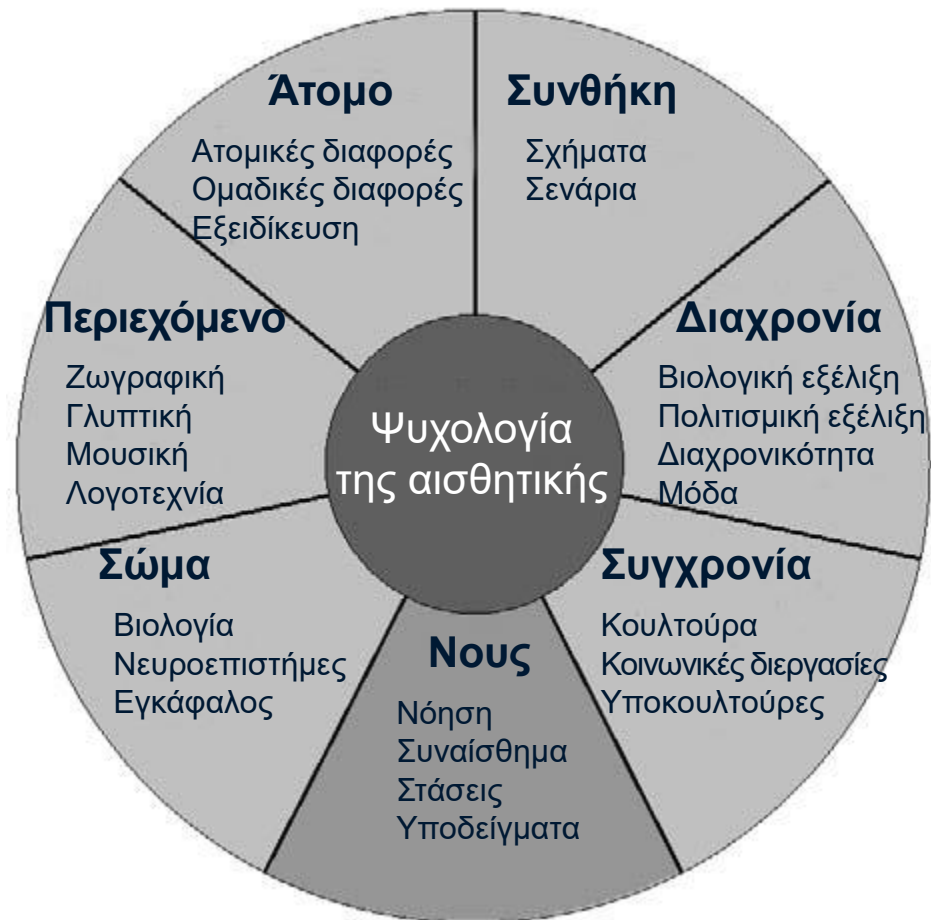 Άτομο
Ατομικές διαφορές
Ομαδικές διαφορές
Εξειδίκευση
Συνθήκη
Σχήματα
Σενάρια
Περιεχόμενο
Ζωγραφική
Γλυπτική
Μουσική
Λογοτεχνία
Διαχρονία
Βιολογική εξέλιξη
Πολιτισμική εξέλιξη
Διαχρονικότητα
Μόδα
Ψυχολογία
της αισθητικής
Σώμα
Βιολογία
Νευροεπιστήμες
Εγκάφαλος
Νους
Νόηση
Συναίσθημα
Στάσεις
Υποδείγματα
Συγχρονία
Κουλτούρα
Κοινωνικές διεργασίες
Υποκουλτούρες